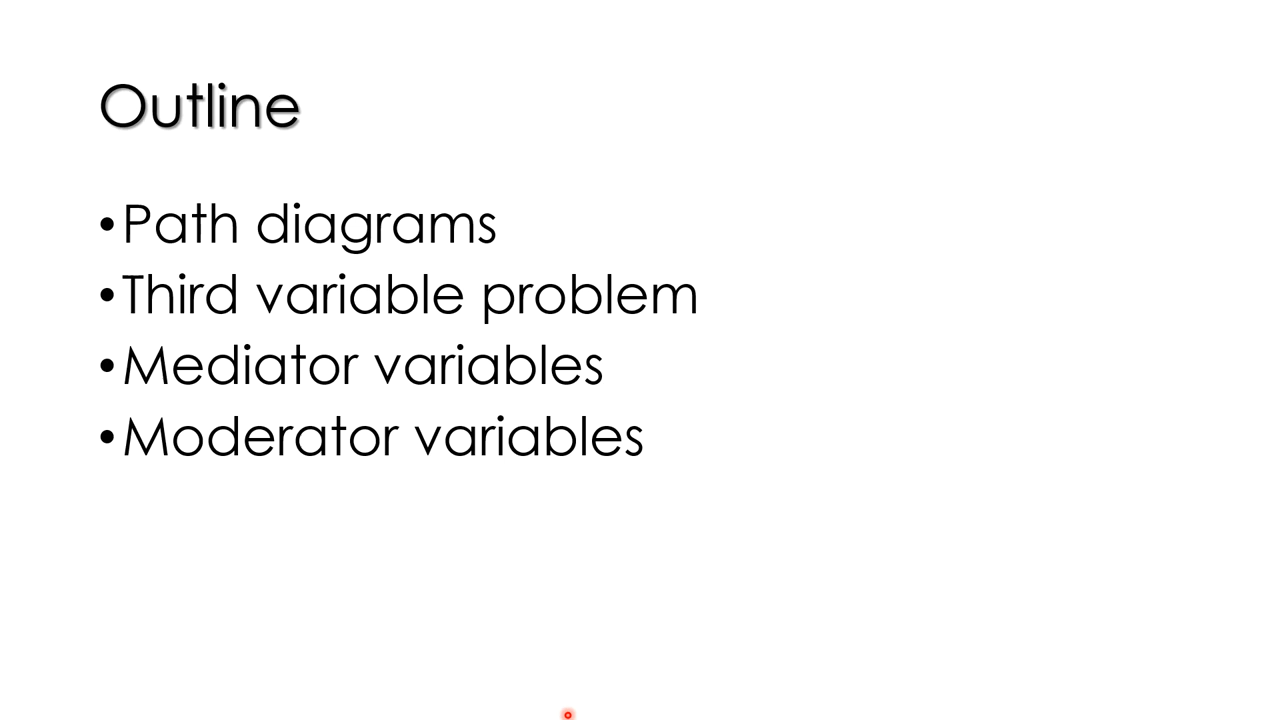 Outline
•Path diagrams
•Third variable problem
•Mediator variables
•Moderator variables